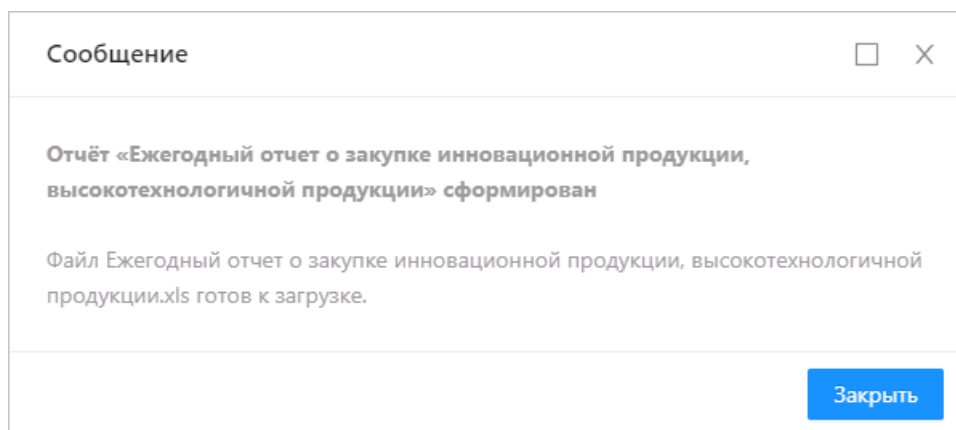 Сообщение
Отчёт «Ежегодный отчет о закупке инновационной продукции,
высокотехнологичной продукции» сформирован
Файл Ежегодный отчет о закупке инновационной продукции, высокотехнологичной
продукции.xls готов к загрузке.
Закрыть